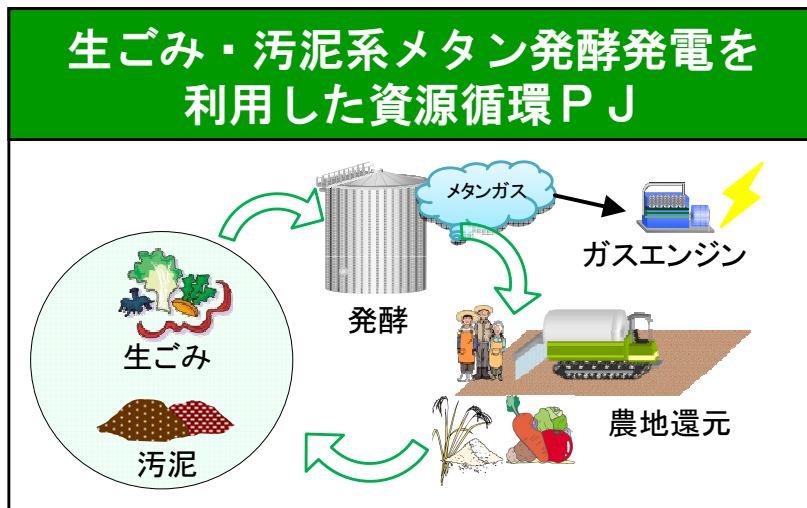 生ごみ・汚泥系メタン発酵発電を
利用した資源循環ＰＪ
メタンガス
ガスエンジン
発酵
生ごみ
農地還元
汚泥